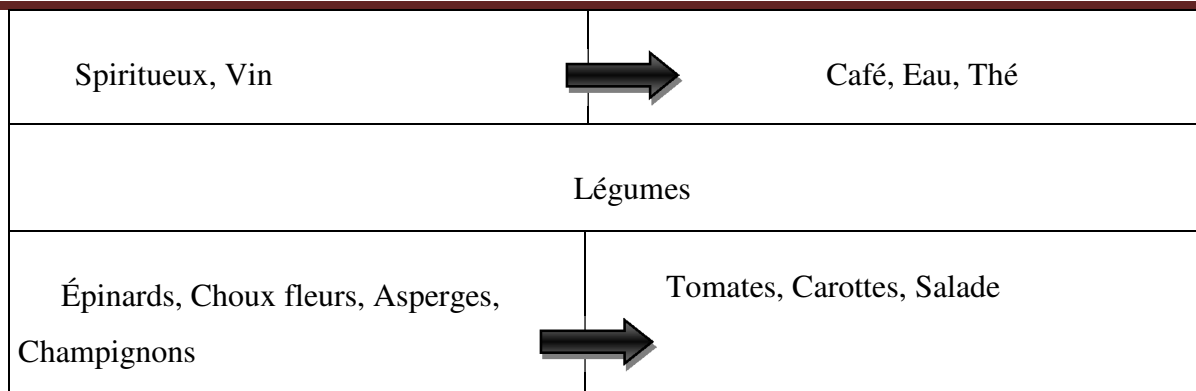 Spiritueux, Vin
Café, Eau, Thé
Légumes
Épinards, Choux fleurs, Asperges,
Champignons
Tomates, Carottes, Salade